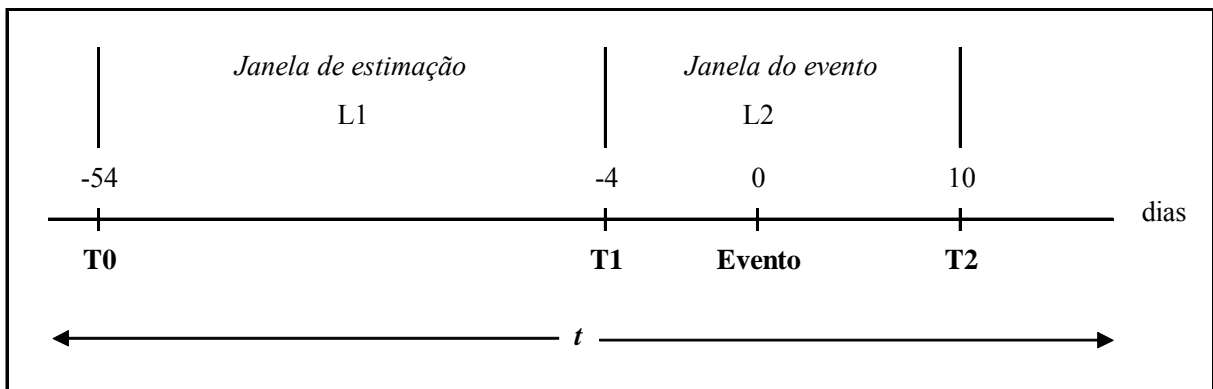 Janela de estimação Janela do evento
L1 L2
-54 -4 0 10
dias
T0 T1 Evento T2
t